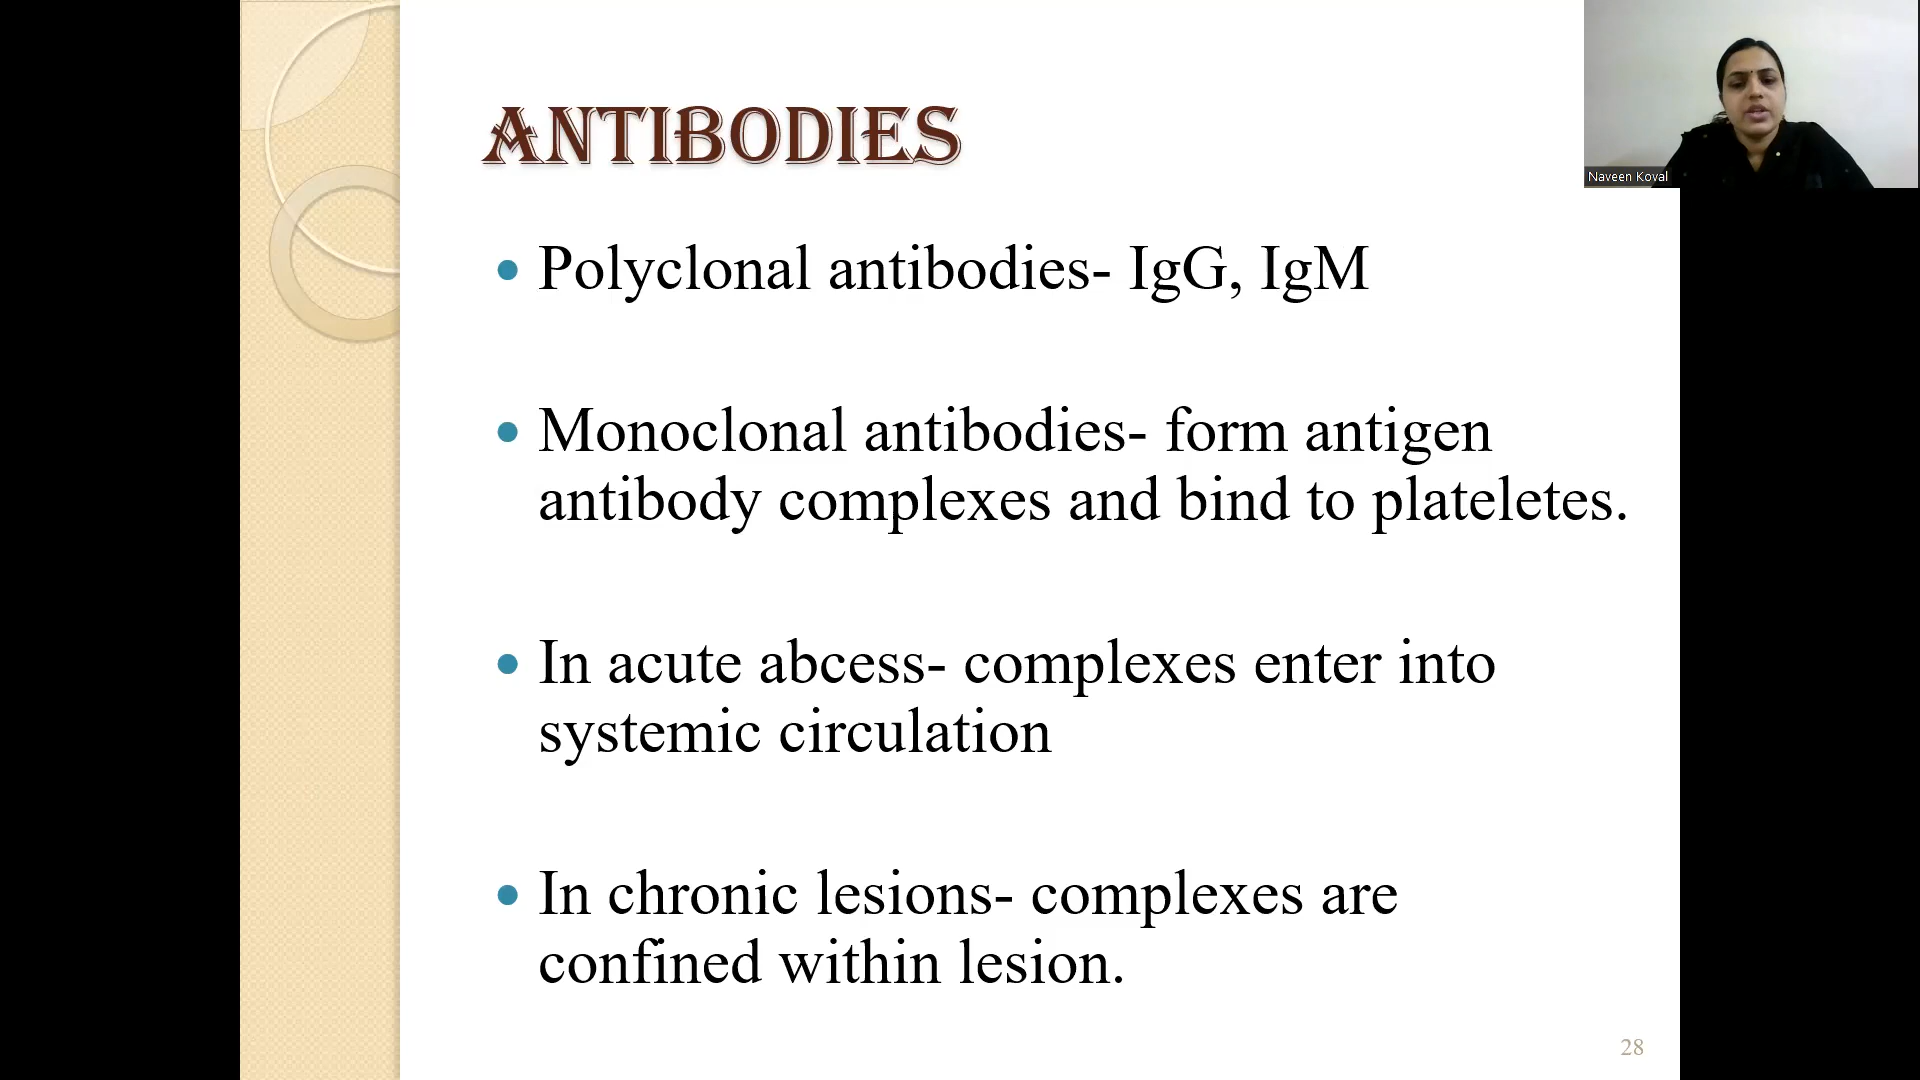 ANTIBODIES
Naveen Koval
• Polyclonal antibodies- IgG, IgM
• Monoclonal antibodies- form antigen
antibody complexes and bind to plateletes.
• In acute abcess- complexes enter into
systemic circulation
• In chronic lesions- complexes are
confined within lesion.
28